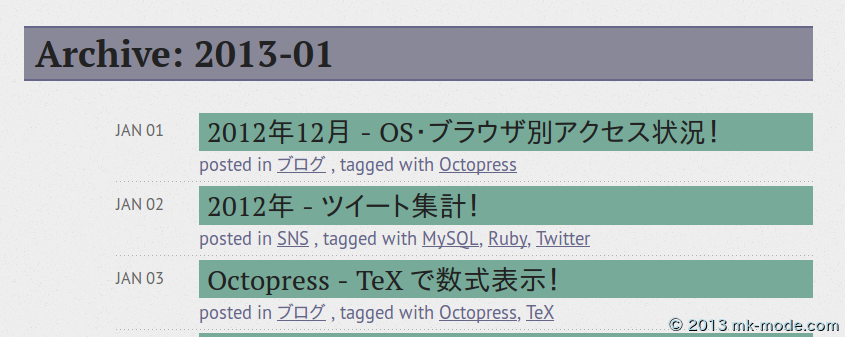 Archive: 2013-01
JAN 01
2012年12月 - OS・ブラウザ別アクセス状況！
posted in ブログ , tagged with Octopress
JAN 02
2012年 - ツイート集計！
posted in SNS , tagged with MySQL, Ruby, Twitter
JAN 03
Octopress - TeX で数式表示！
posted in ブログ , tagged with Octopress, TeX
© 2013 mk-mode.com